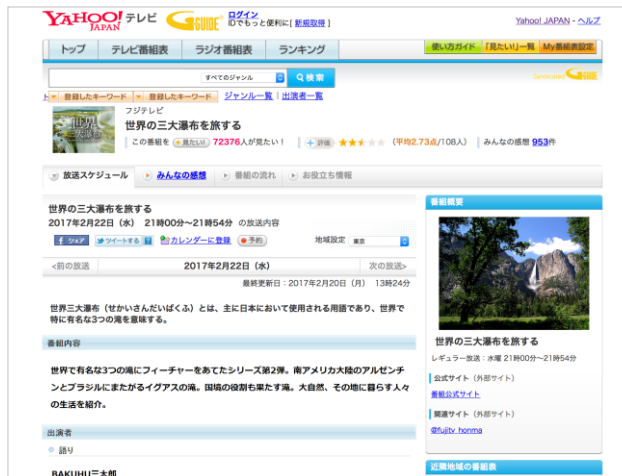 YAHOO! JAPAN テレビ G-GUIDE ログイン
IDでもっと便利に[ 新規取得 ]
Yahoo! JAPAN - ヘルプ
トップ テレビ番組表 ラジオ番組表 ランキング 使い方ガイド 「見たい!」一覧 My番組表設定
すべてのジャンル 検索
登録したキーワード 登録したキーワード ジャンル一覧 | 出演者一覧
フジテレビ
世界の三大瀑布を旅する
この番組を 見たい! 72376人が見たい! 評価 (平均2.73点/108人) みんなの感想 953件
放送スケジュール みんなの感想 番組の流れ お役立ち情報
世界の三大瀑布を旅する
2017年2月22日(水) 21時00分〜21時54分 の放送内容
シェア ツイートする カレンダーに登録 予約 地域設定 東京
<前の放送 2017年2月22日(水) 次の放送>
最終更新日:2017年2月20日(月) 13時24分
世界三大瀑布(せかいさんだいばくふ)とは、主に日本において使用される用語であり、世界で
特に有名な3つの滝を意味する。
番組内容
世界で有名な3つの滝にフィーチャーをあてたシリーズ第2弾。南アメリカ大陸のアルゼンチ
ンとブラジルにまたがるイグアスの滝。国境の役割も果たす滝。大自然、その地に暮らす人々
の生活を紹介。
出演者
語り
BAKUHU三太郎
番組概要
世界の三大瀑布を旅する
レギュラー放送:水曜 21時00分〜21時54分
公式サイト(外部サイト)
番組公式サイト
関連サイト(外部サイト)
@fujitv_honma
近隣地域の番組表